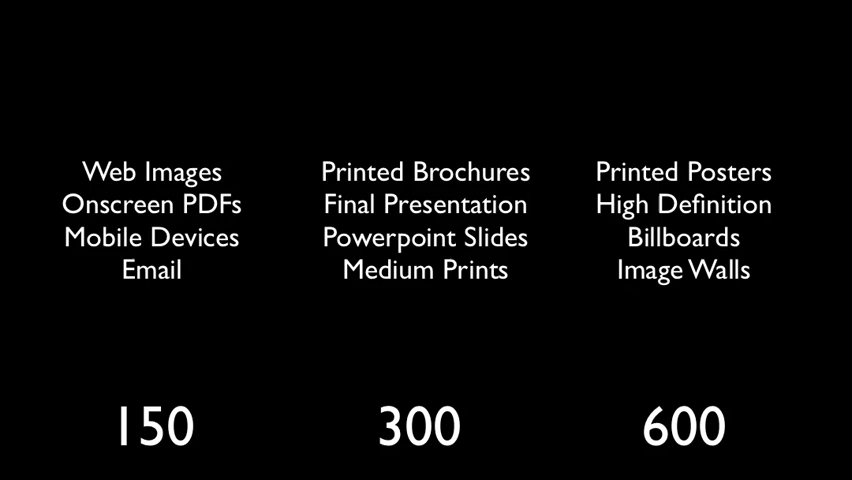 Web Images
Onscreen PDFs
Mobile Devices
Email
150
Printed Brochures
Final Presentation
Powerpoint Slides
Medium Prints
300
Printed Posters
High Definition
Billboards
Image Walls
600